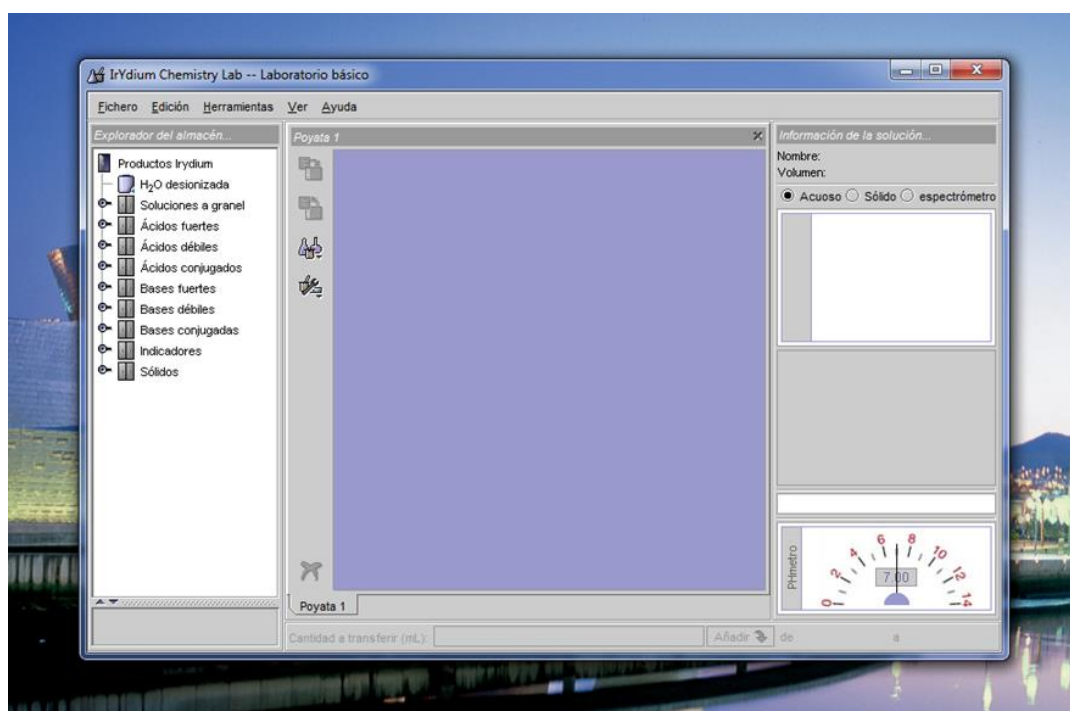 IrYdium Chemistry Lab -- Laboratorio básico
Fichero Edición Herramientas Ver Ayuda
Explorador del almacén...
Productos Irydium
H2O desionizada
Soluciones a granel
Ácidos fuertes
Ácidos débiles
Ácidos conjugados
Bases fuertes
Bases débiles
Bases conjugadas
Indicadores
Sólidos
Poyata 1
Poyata 1
Cantidad a transferir (mL):
Añadir
de a
Información de la solución...
Nombre:
Volumen:
Acuoso Sólido espectrómetro
PHmetro
0 2 4 6 8 10 12 14
7.00